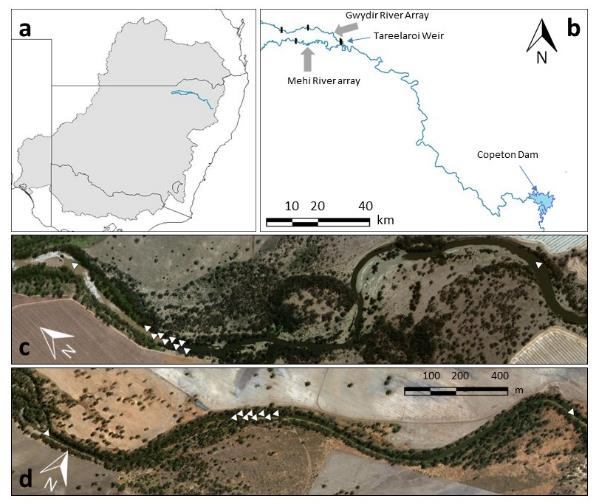 a
b
Gwydir River Array
Tareelaroi Weir
Mehi River array
N
Copeton Dam
10 20 40
km
c
N
d
N
100 200 400
m